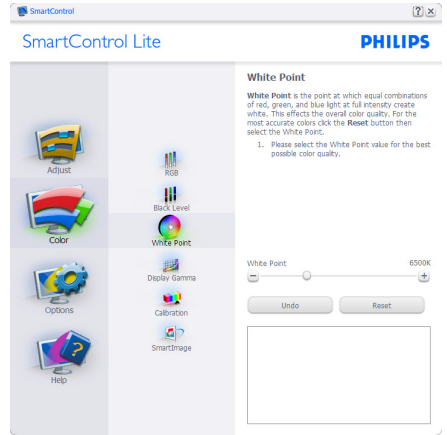 SmartControl
SmartControl Lite
PHILIPS
Adjust
Color
Options
Help
RGB
Black Level
White Point
Display Gamma
Calibration
SmartImage
White Point
White Point is the point at which equal combinations
of red, green, and blue light at full intensity create
white. This effects the overall color quality. For the
most accurate colors click the Reset button then
select the White Point.
1. Please select the White Point value for the best
possible color quality.
White Point 6500K
Undo Reset